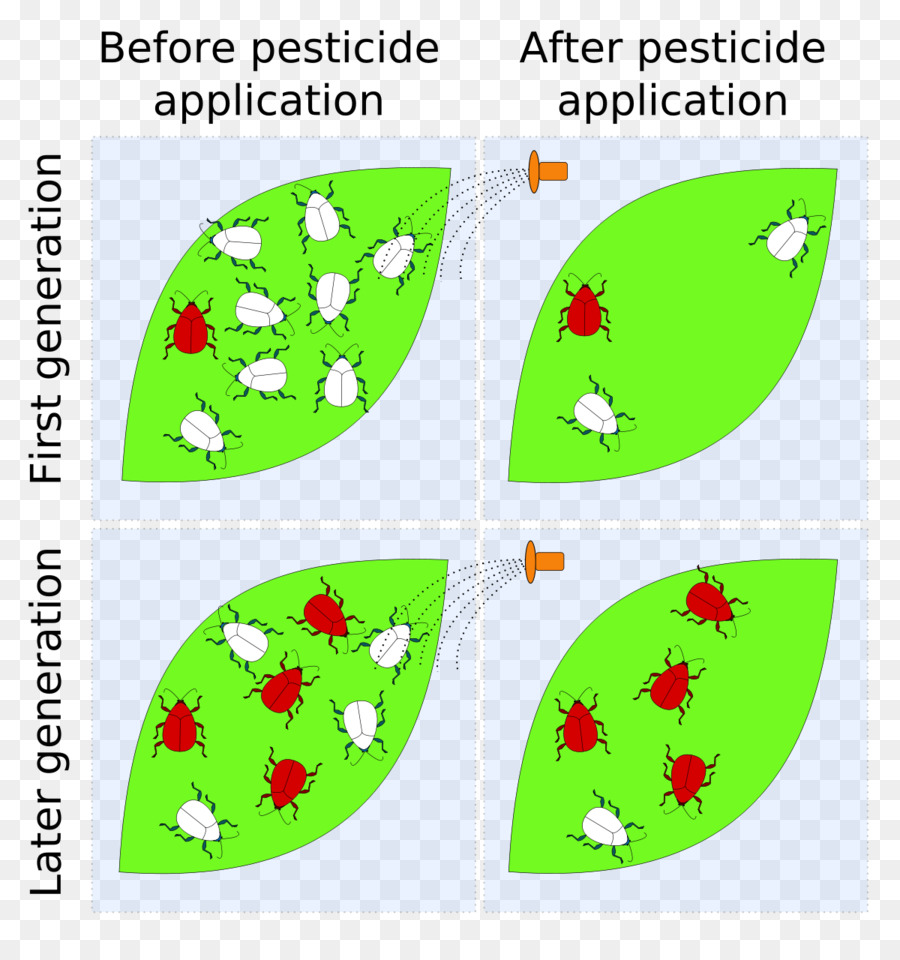 Before pesticide
application
After pesticide
application
First generation
Later generation